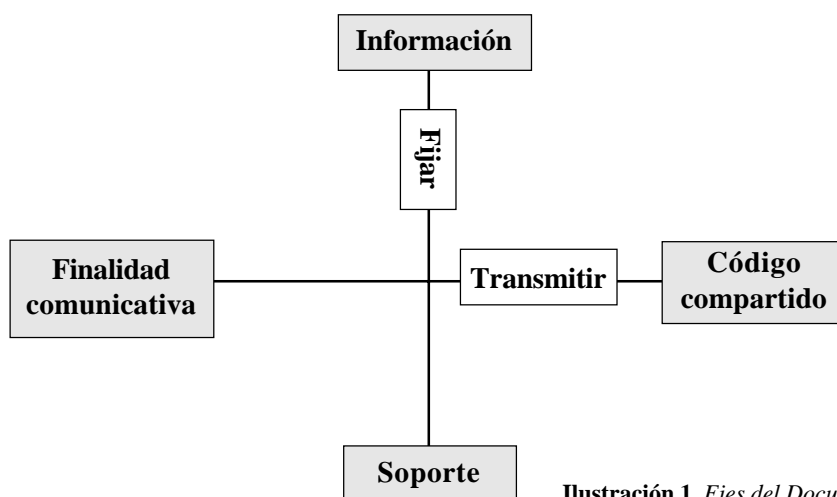 Información
Fijar
Finalidad
comunicativa
Transmitir
Código
compartido
Soporte
Ilustración 1. Ejes del